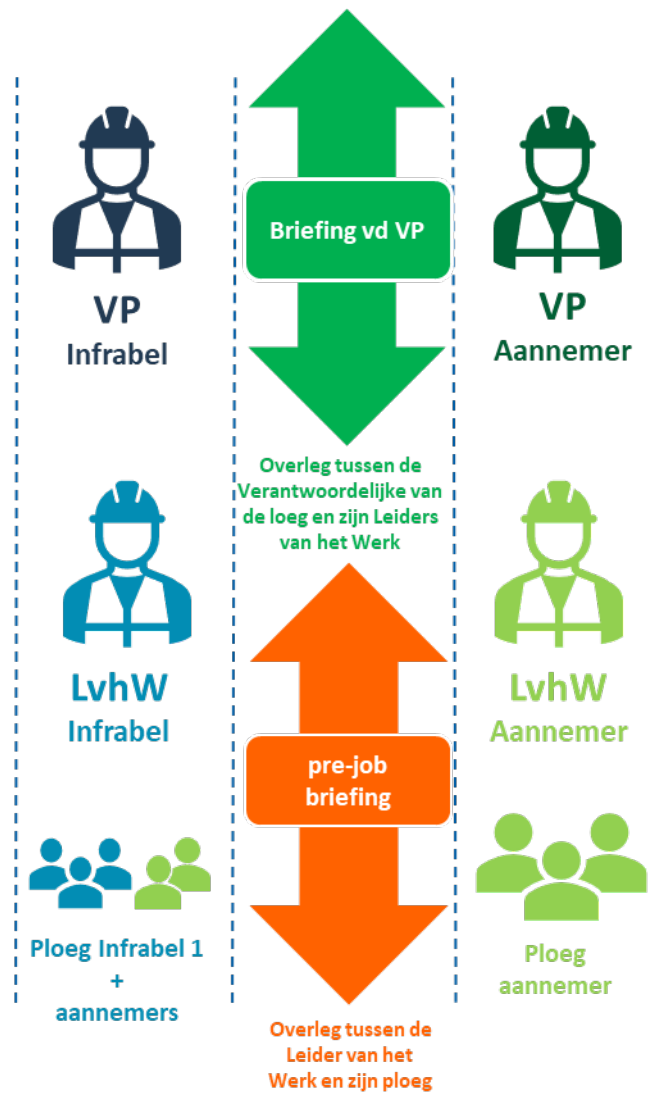 Briefing vd VP
VP
Infrabel
VP
Aannemer
Overleg tussen de
Verantwoordelijke van
de loeg en zijn Leiders
van het Werk
LvhW
Infrabel
LvhW
Aannemer
pre-job
briefing
Ploeg Infrabel 1
+
aannemers
Ploeg
aannemer
Overleg tussen de
Leider van het
Werk en zijn ploeg